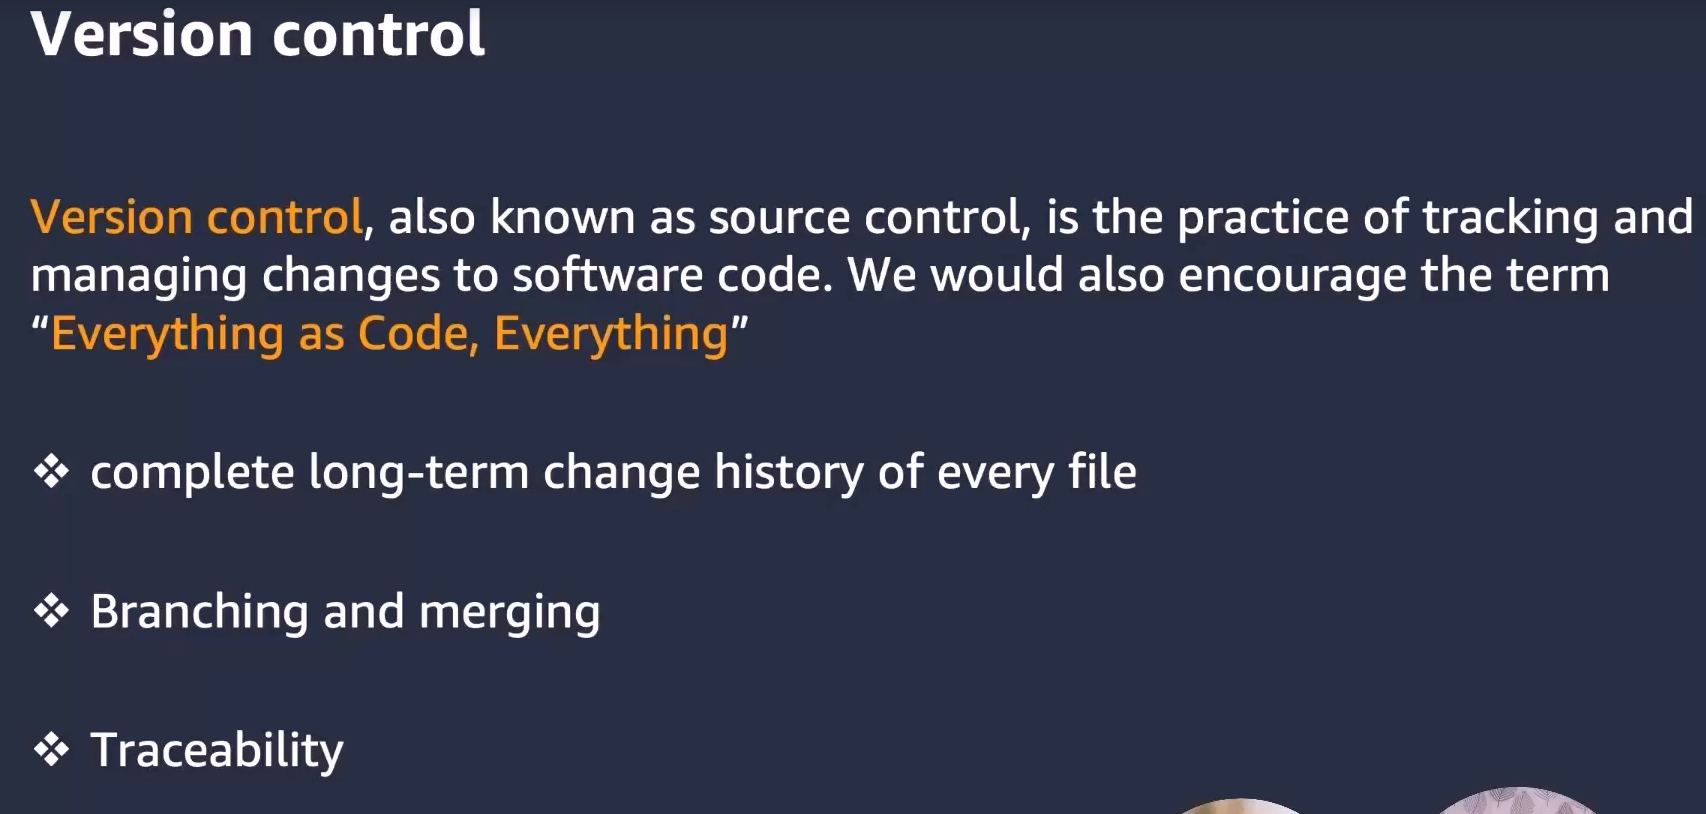 Version control
Version control, also known as source control, is the practice of tracking and
managing changes to software code. We would also encourage the term
“Everything as Code, Everything”
❖ complete long-term change history of every file
❖ Branching and merging
❖ Traceability